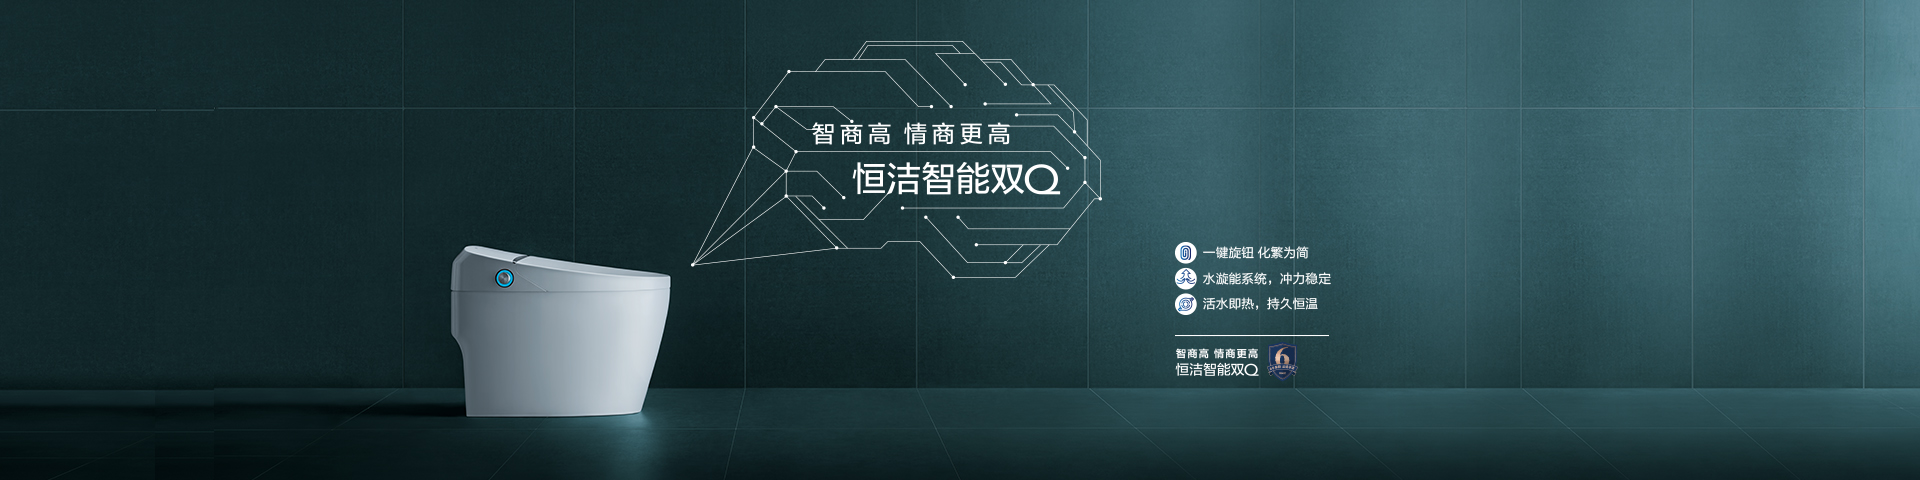 智商高 情商更高
恒洁智能双Q
一键旋钮 化繁为简
水漩能系统，冲力稳定
活水即热，持久恒温
智商高 情商更高
恒洁智能双Q
6